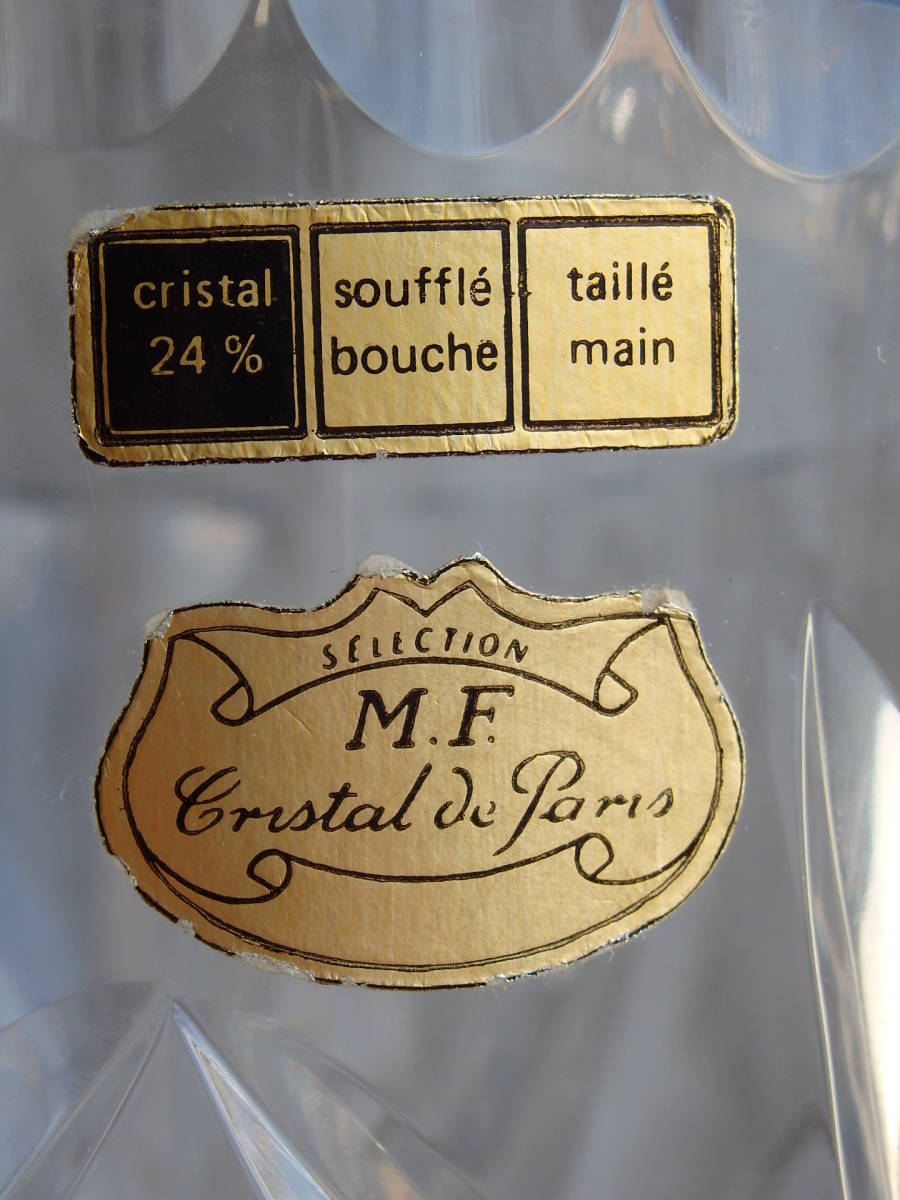 cristal
24 %
soufflé
bouche
taillé
main
SELECTION
M.F.
Cristal de Paris